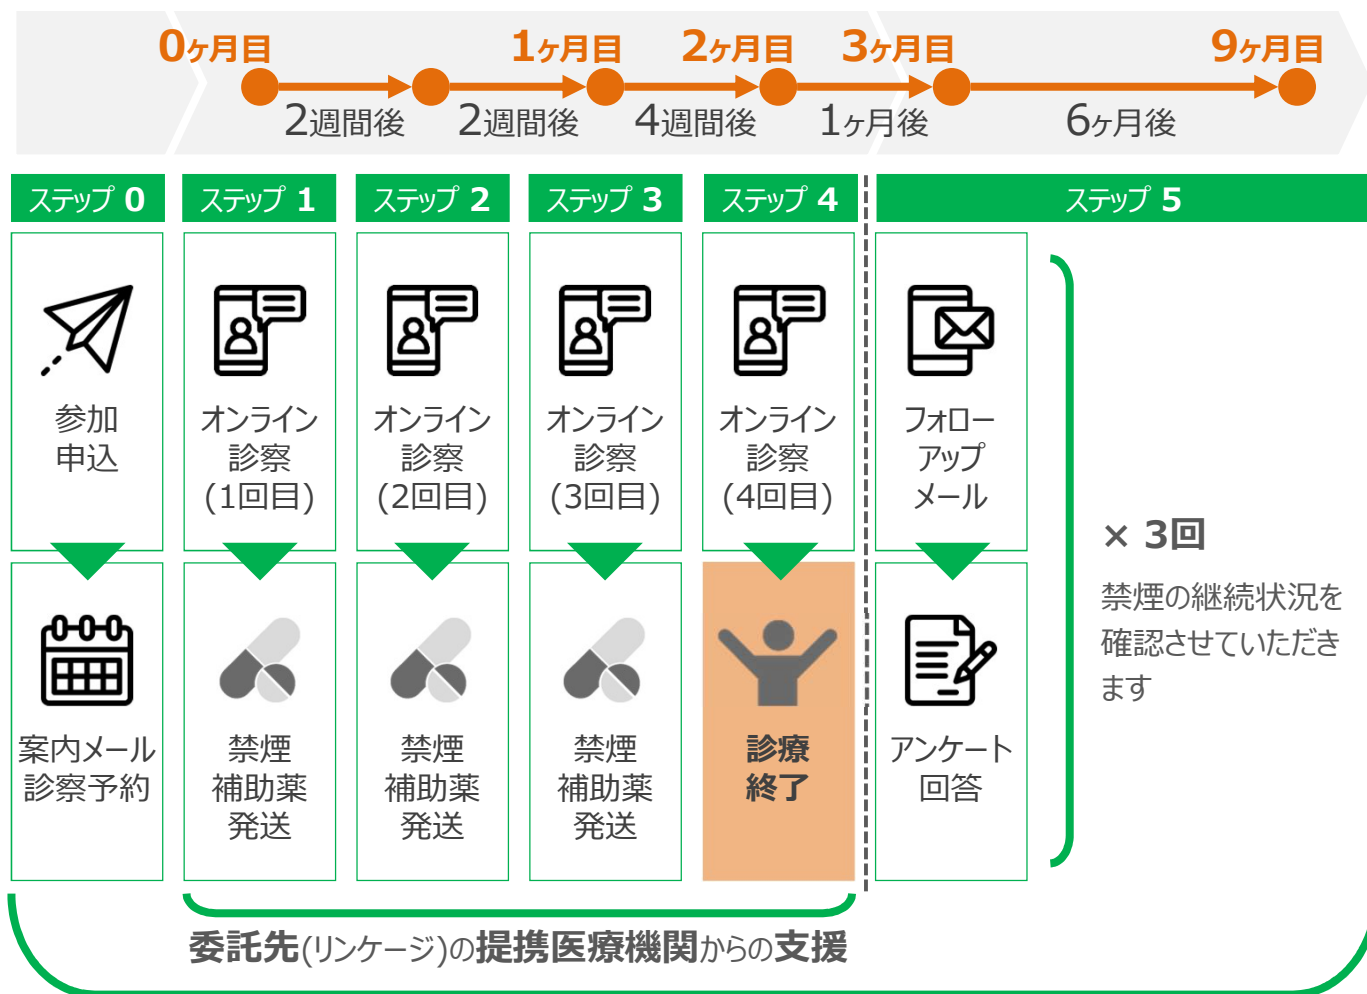 0ヶ月目
1ヶ月目
2ヶ月目
3ヶ月目
9ヶ月目
2週間後
2週間後
4週間後
1ヶ月後
6ヶ月後
ステップ 0
ステップ 1
ステップ 2
ステップ 3
ステップ 4
ステップ 5
参加
申込
オンライン
診察
(1回目)
オンライン
診察
(2回目)
オンライン
診察
(3回目)
オンライン
診察
(4回目)
フォロー
アップ
メール
案内メール
診察予約
禁煙
補助薬
発送
禁煙
補助薬
発送
禁煙
補助薬
発送
診療
終了
アンケート
回答
× 3回
禁煙の継続状況を
確認させていただき
ます
委託先(リンケージ)の提携医療機関からの支援